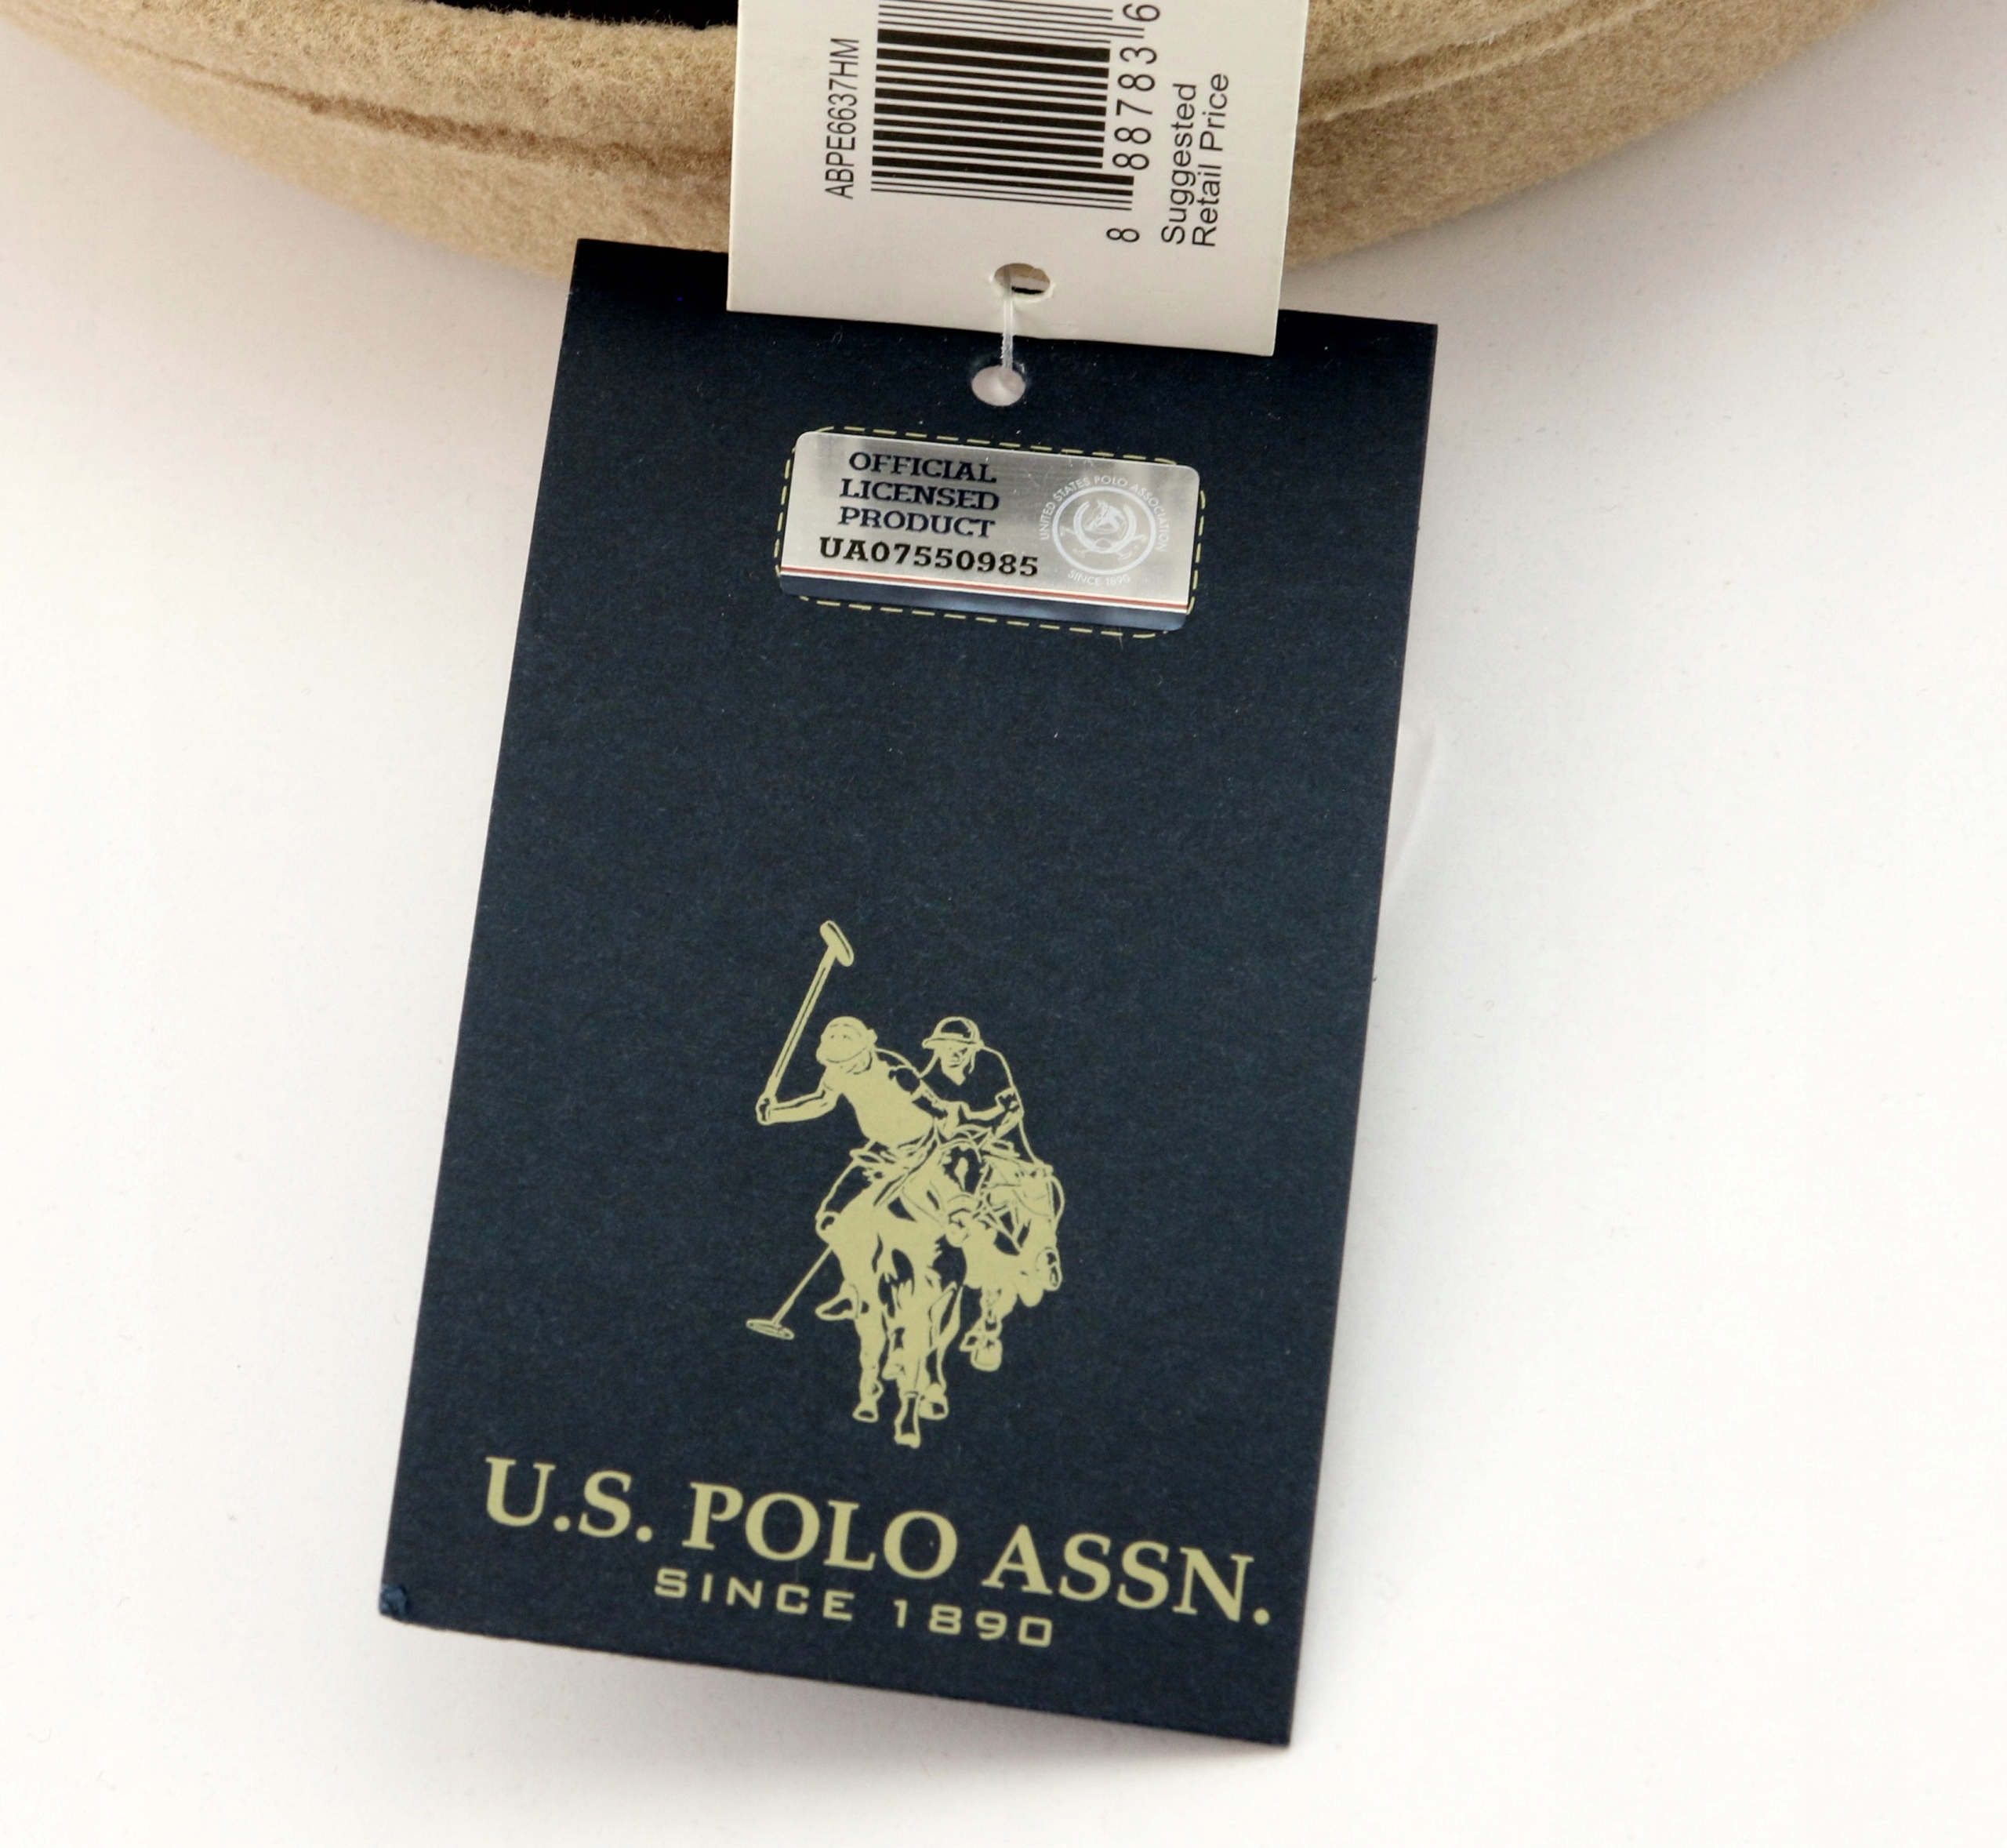 ABPE6637HM
8 88783 6
Suggested
Retail Price
OFFICIAL
LICENSED
PRODUCT
UA07550985
UNITED STATES POLO ASSOCIATION
SINCE 1890
U.S. POLO ASSN.
SINCE 1890